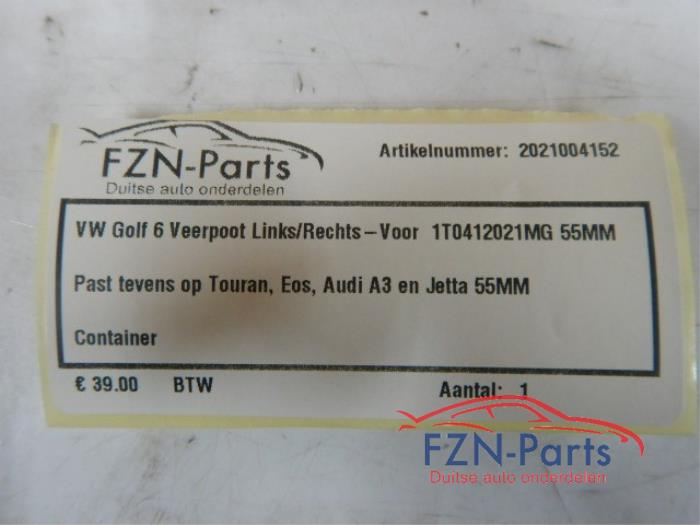 FZN-Parts
Duitse auto onderdelen
Artikelnummer: 2021004152
VW Golf 6 Veerpoot Links/Rechts-Voor 1T0412021MG 55MM
Past tevens op Touran, Eos, Audi A3 en Jetta 55MM
Container
€ 39.00 BTW Aantal: 1
FZN-Parts
Duitse auto onderdelen